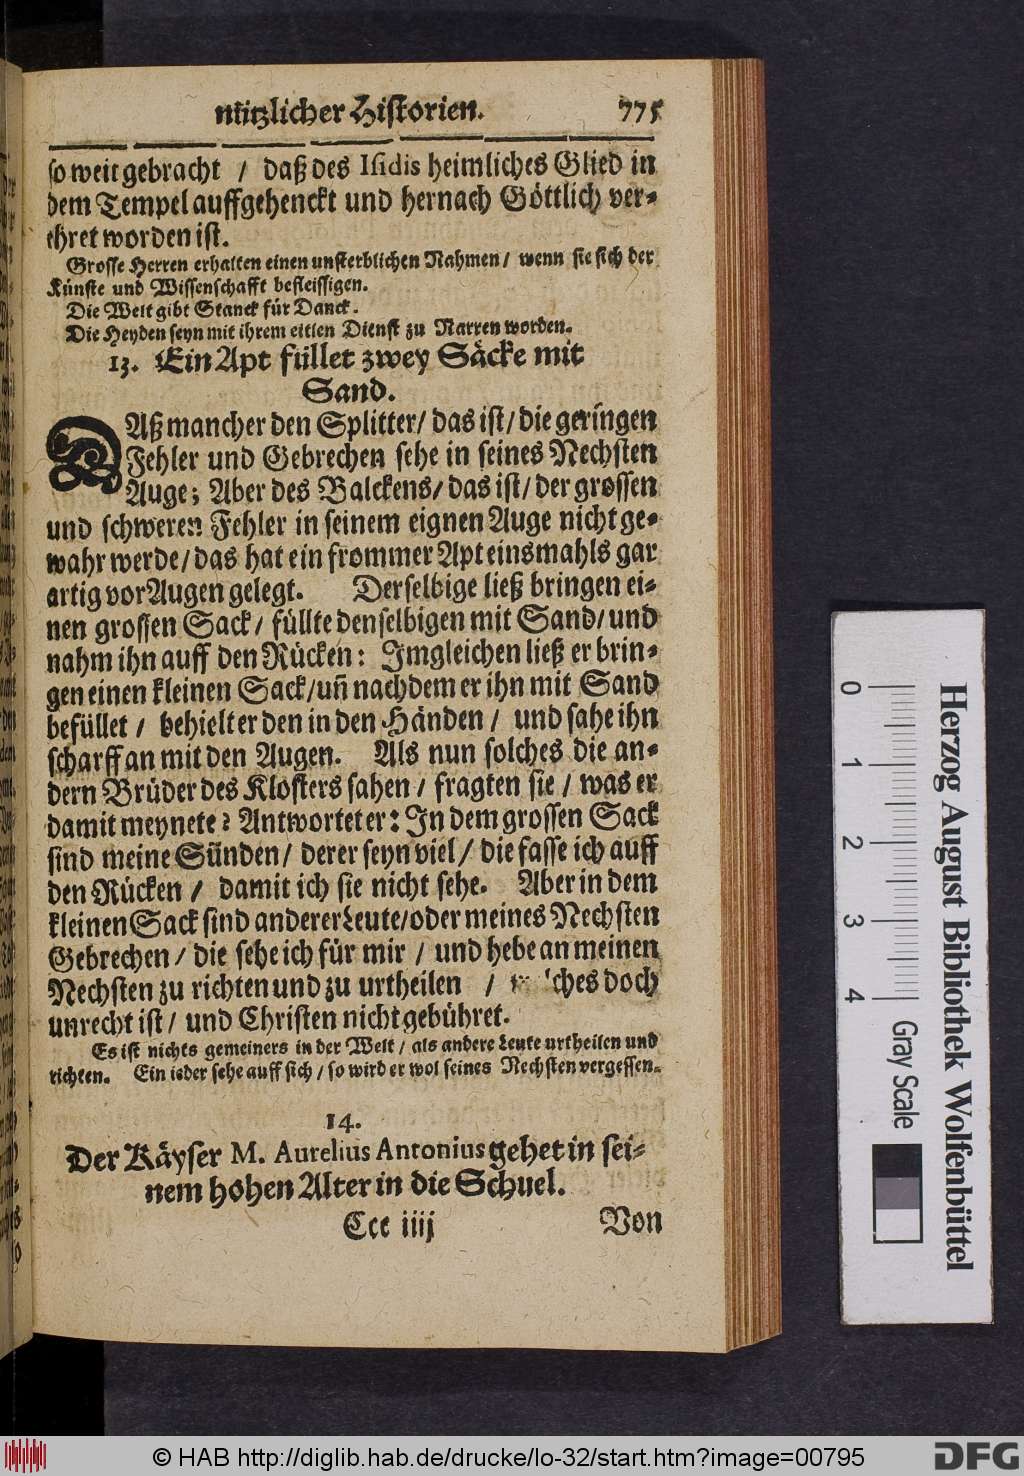 nützlicher Historien. 775
so weit gebracht / daß des Isidis heimliches Glied in
dem Tempel auffgehenckt und hernach Göttlich ver-
ehret worden ist.
Grosse Herren erhalten einen unsterblichen Nahmen / wenn sie sich der
Künste und Wissenschafft befleissigen.
Die Welt gibt Stanck für Danck.
Die Heyden seyn mit ihrem eitlen Dienst zu Narren worden.
13. Ein Apt füllet zwey Säcke mit
Sand.
DAß mancher den Splitter / das ist / die geringen
Fehler und Gebrechen sehe in seines Nechsten
Auge; Aber des Balckens / das ist / der grossen
und schweren Fehler in seinem eignen Auge nicht ge-
wahr werde / das hat ein frommer Apt einsmahls gar
artig vor Augen gelegt. Derselbige ließ bringen ei-
nen grossen Sack / füllte denselbigen mit Sand / und
nahm ihn auff den Rücken: Imgleichen ließ er brin-
gen einen kleinen Sack / uñ nachdem er ihn mit Sand
befüllet / behielt er den in den Händen / und sahe ihn
scharff an mit den Augen. Als nun solches die an-
dern Brüder des Klosters sahen / fragten sie / was er
damit meynete? Antwortet er: In dem grossen Sack
sind meine Sünden / derer seyn viel / die fasse ich auff
den Rücken / damit ich sie nicht sehe. Aber in dem
kleinen Sack sind anderer Leute / oder meines Nechsten
Gebrechen / die sehe ich für mir / und hebe an meinen
Nechsten zu richten und zu urtheilen / welches doch
unrecht ist / und Christen nicht gebühret.
Es ist nichts gemeiners in der Welt / als andere Leute urtheilen und
richten. Ein ieder sehe auff sich / so wird er wol seines Nechsten vergessen.
14.
Der Käyser M. Aurelius Antonius gehet in sei-
nem hohen Alter in die Schuel.
Ccc iiij Von
0 1 2 3 4 Gray Scale
Herzog August Bibliothek Wolfenbüttel
© HAB http://diglib.hab.de/drucke/lo-32/start.htm?image=00795
DFG